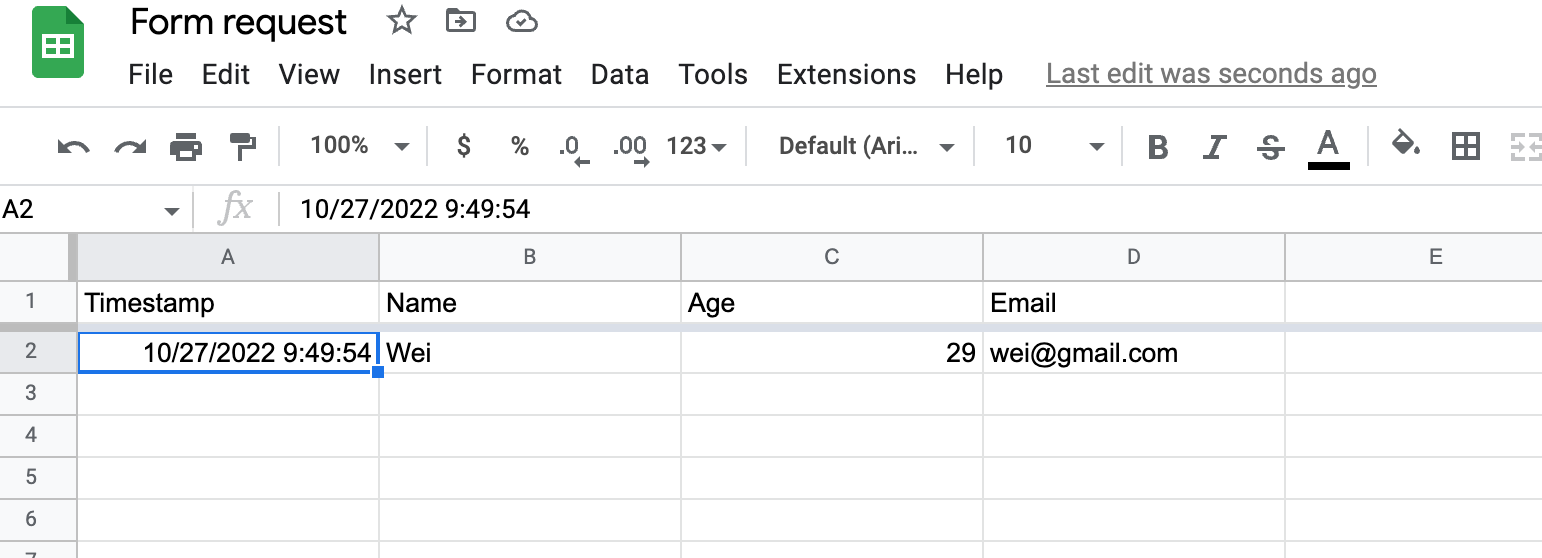 Form request
File Edit View Insert Format Data Tools Extensions Help Last edit was seconds ago
100% $ % .0 .00 123 Default (Ari... 10 B I S A
A2 fx 10/27/2022 9:49:54
A B C D E
1 Timestamp Name Age Email
2 10/27/2022 9:49:54 Wei 29 wei@gmail.com
3
4
5
6
7